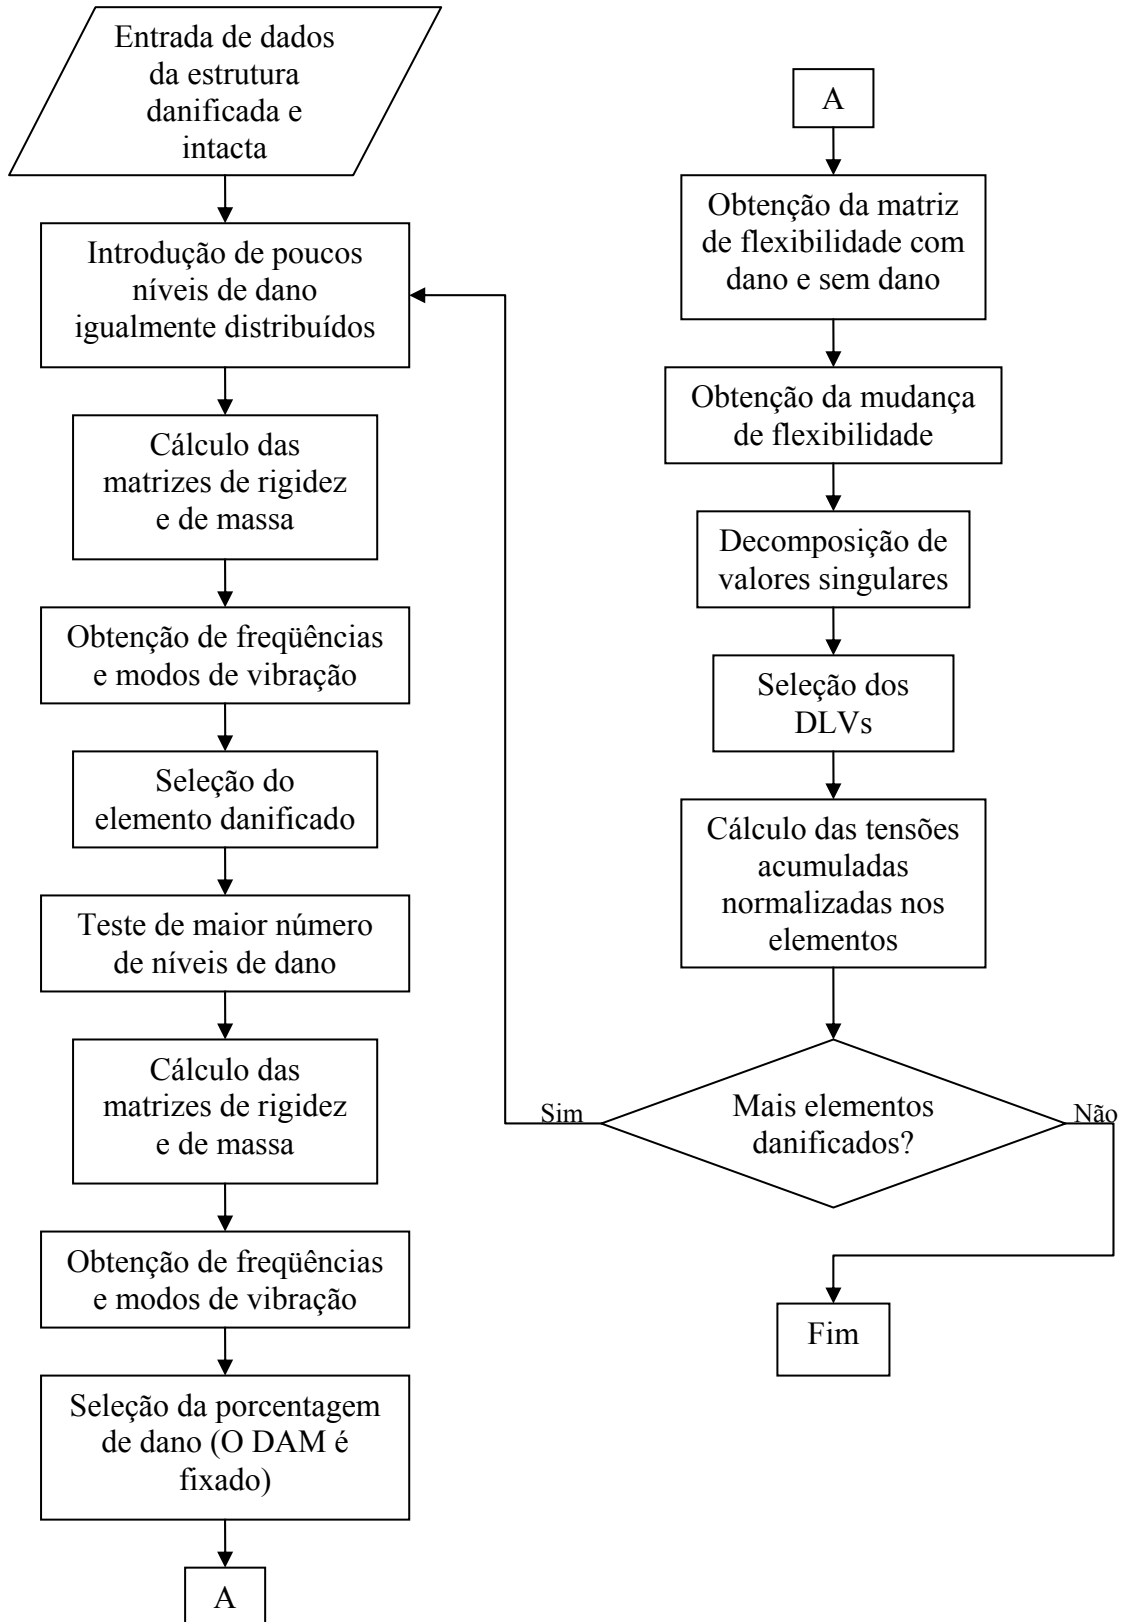 Entrada de dados
da estrutura
danificada e
intacta
Introdução de poucos
níveis de dano
igualmente distribuídos
Cálculo das
matrizes de rigidez
e de massa
Obtenção de freqüências
e modos de vibração
Seleção do
elemento danificado
Teste de maior número
de níveis de dano
Cálculo das
matrizes de rigidez
e de massa
Obtenção de freqüências
e modos de vibração
Seleção da porcentagem
de dano (O DAM é
fixado)
A
A
Obtenção da matriz
de flexibilidade com
dano e sem dano
Obtenção da mudança
de flexibilidade
Decomposição de
valores singulares
Seleção dos
DLVs
Cálculo das tensões
acumuladas
normalizadas nos
elementos
Mais elementos
danificados?
Sim
Não
Fim